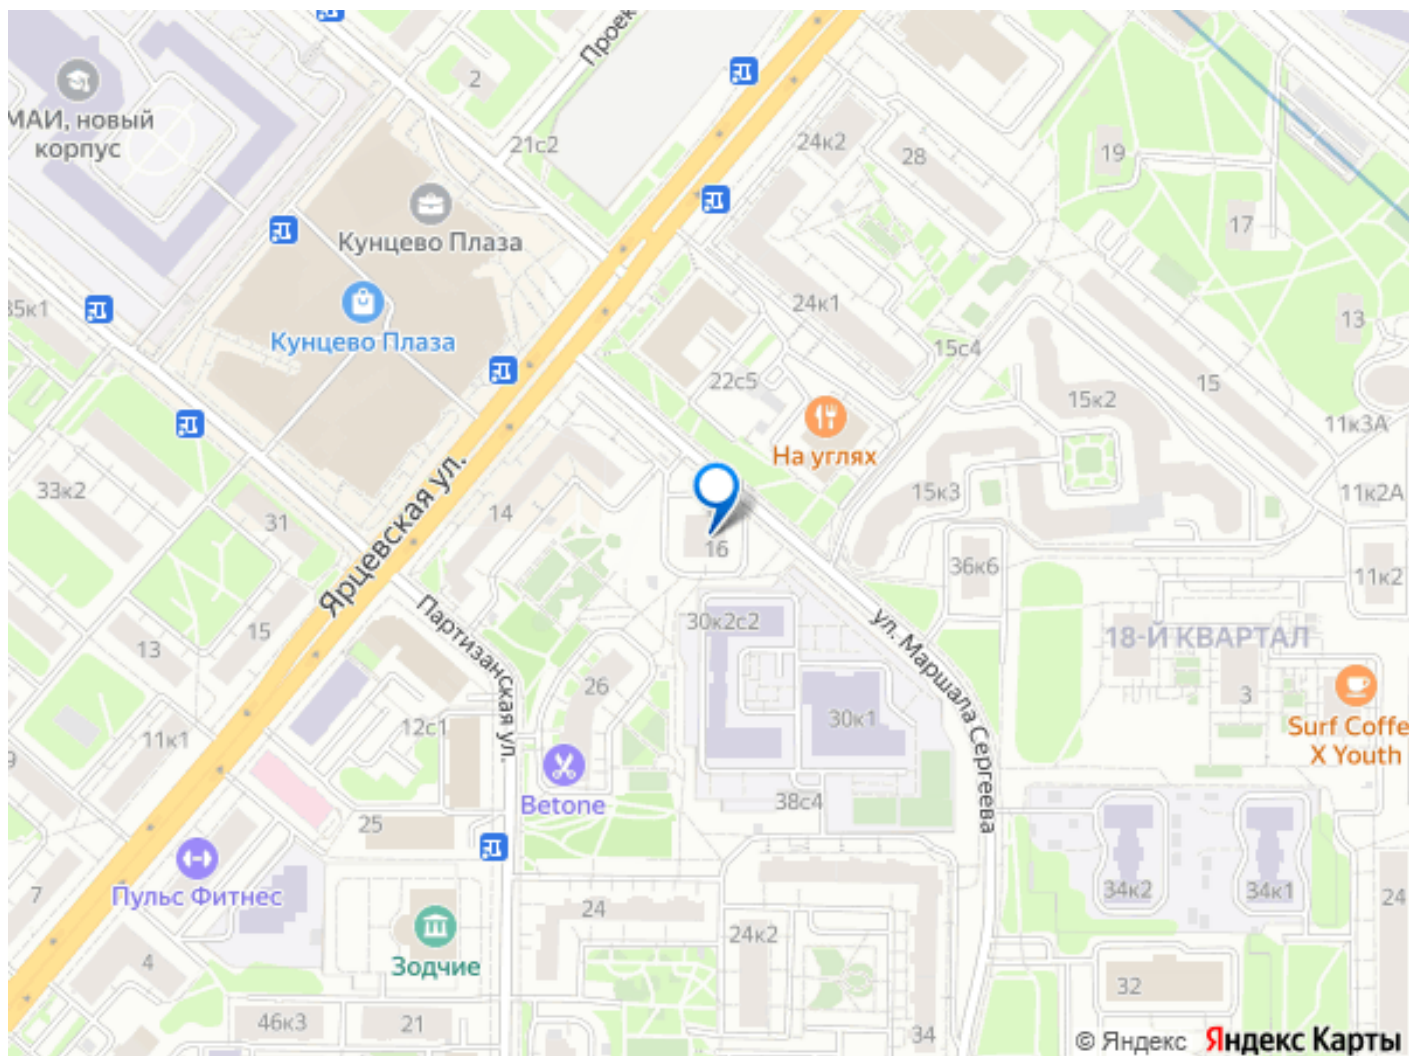 Проек
2
МАИ, новый
корпус
21с2
24к2
28
19
Кунцево Плаза
17
35к1
24к1
13
Кунцево Плаза
15с4
22с5
15
15к2
11к3А
На углях
33к2
15к3
11к2А
31
14
Ярцевская ул.
16
36к6
11к2
Партизанская ул.
30к2с2
ул. Маршала Сергеева
18-Й КВАРТАЛ
15
13
26
3
30к1
12с1
11к1
Surf Coffe
X Youth
9
Betone
38с4
25
Пульс Фитнес
7
34к2
34к1
24
24
24к2
4
Зодчие
32
46к3
21
34
© Яндекс Яндекс Карты